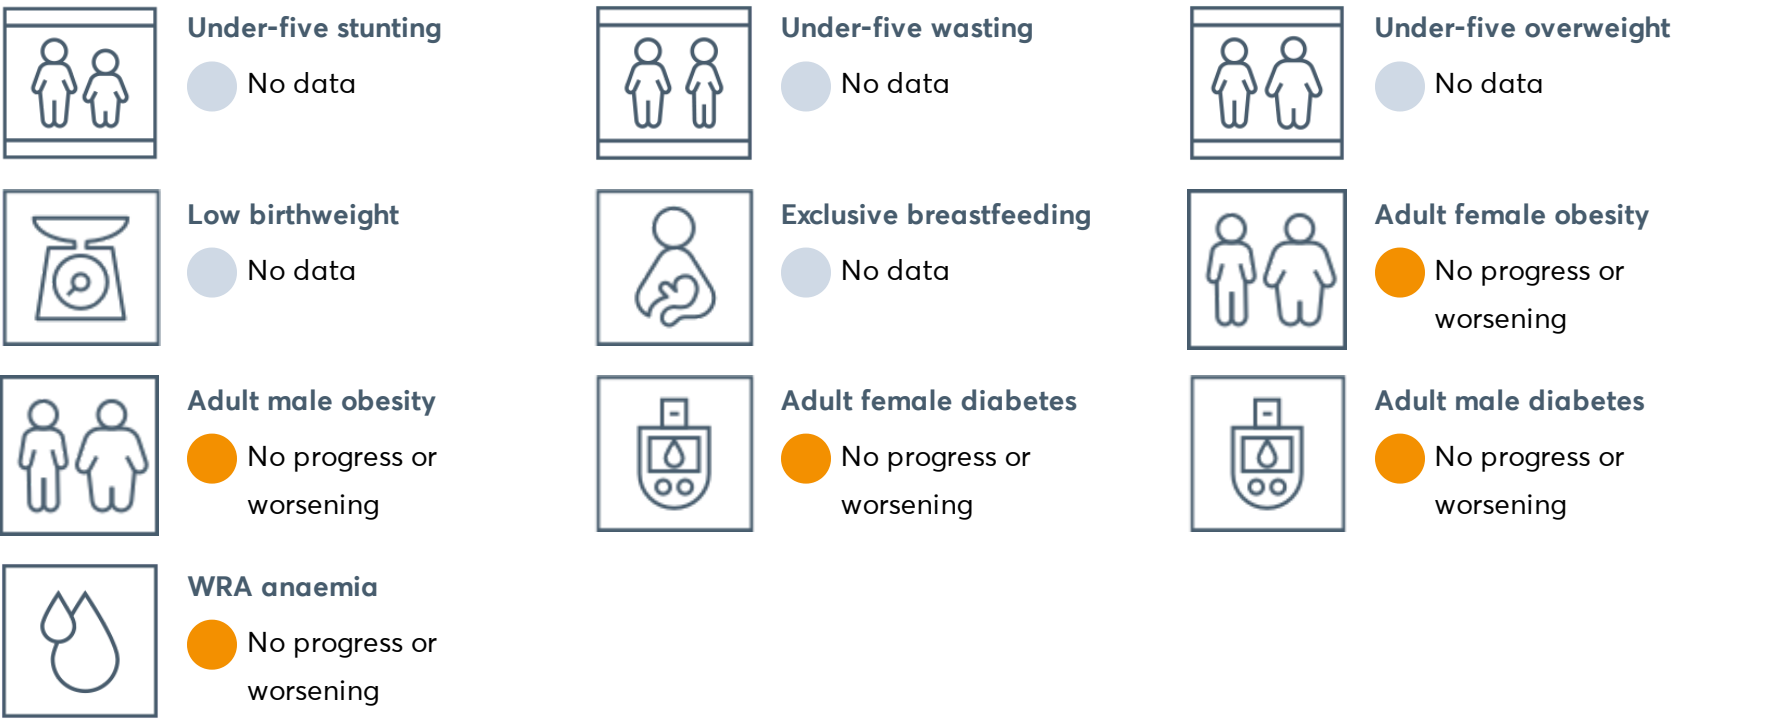 Under-five stunting
No data
Under-five wasting
No data
Under-five overweight
No data
Low birthweight
No data
Exclusive breastfeeding
No data
Adult female obesity
No progress or
worsening
Adult male obesity
No progress or
worsening
Adult female diabetes
No progress or
worsening
Adult male diabetes
No progress or
worsening
WRA anaemia
No progress or
worsening